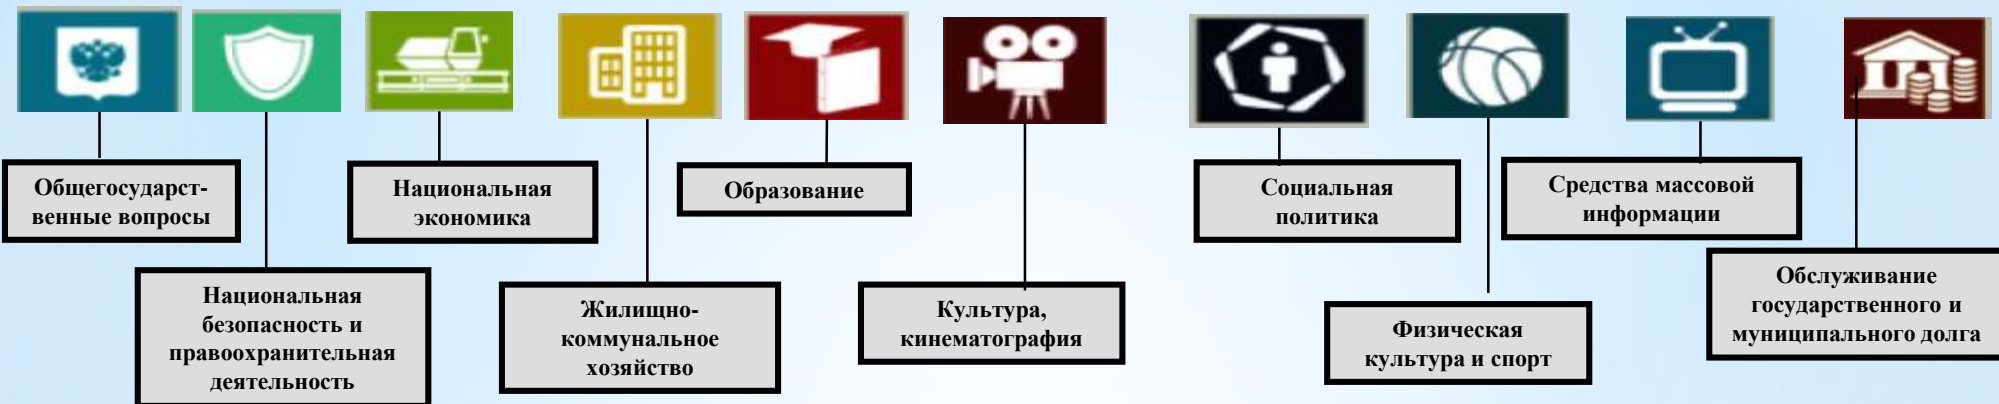 Общегосударст-
венные вопросы
Национальная
безопасность и
правоохранительная
деятельность
Национальная
экономика
Жилищно-
коммунальное
хозяйство
Образование
Культура,
кинематография
Социальная
политика
Физическая
культура и спорт
Средства массовой
информации
Обслуживание
государственного и
муниципального долга